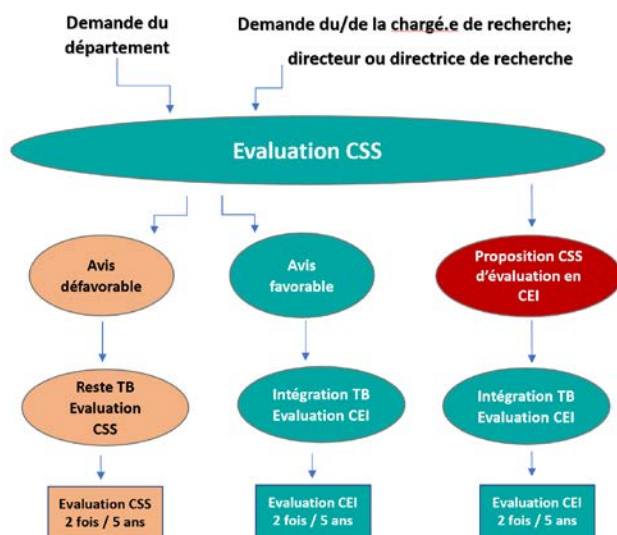 Demande du
département
Demande du/de la chargé.e de recherche;
directeur ou directrice de recherche
Evaluation CSS
Avis
défavorable
Avis
favorable
Proposition CSS
d'évaluation en
CEI
Reste TB
Evaluation
CSS
Intégration TB
Evaluation CEI
Intégration TB
Evaluation CEI
Evaluation CSS
2 fois / 5 ans
Evaluation CEI
2 fois / 5 ans
Evaluation CEI
2 fois / 5 ans